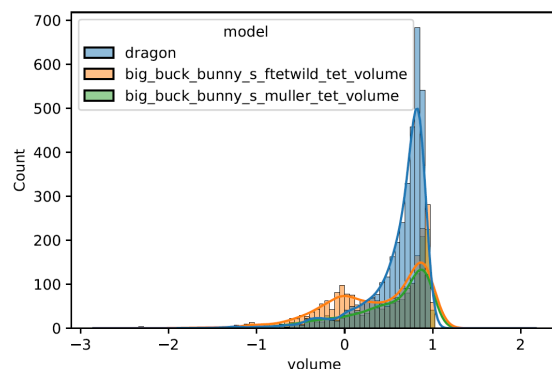 model
dragon
big_buck_bunny_s_ftetwild_tet_volume
big_buck_bunny_s_muller_tet_volume
700
600
500
400
300
200
100
0
Count
−3 −2 −1 0 1 2
volume